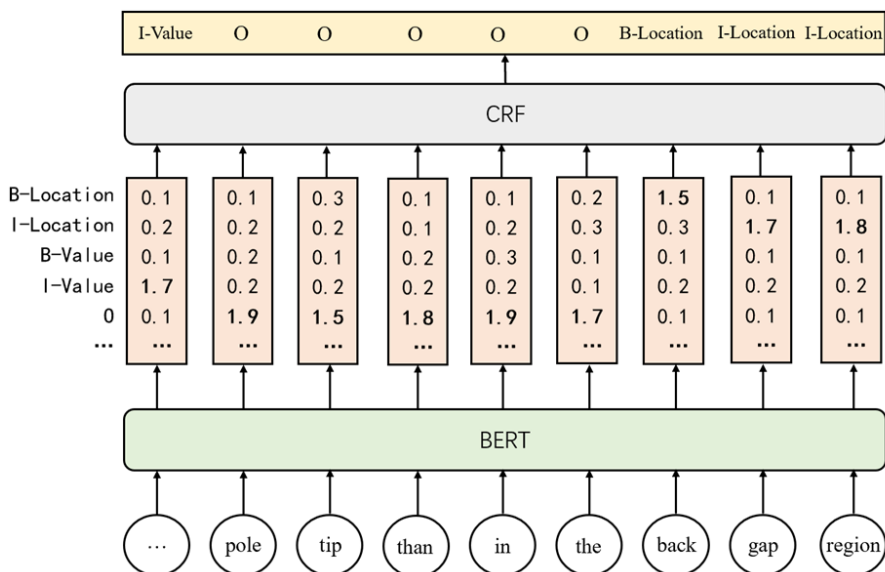 I-Value O O O O O B-Location I-Location I-Location
CRF
B-Location 0.1 0.1 0.3 0.1 0.1 0.2 1.5 0.1 0.1
I-Location 0.2 0.2 0.2 0.1 0.2 0.3 0.3 1.7 1.8
B-Value 0.1 0.2 0.1 0.2 0.3 0.1 0.1 0.1 0.1
I-Value 1.7 0.2 0.2 0.2 0.2 0.1 0.2 0.2 0.2
O 0.1 1.9 1.5 1.8 1.9 1.7 0.1 0.1 0.1
... ... ... ... ... ... ... ... ... ...
BERT
... pole tip than in the back gap region